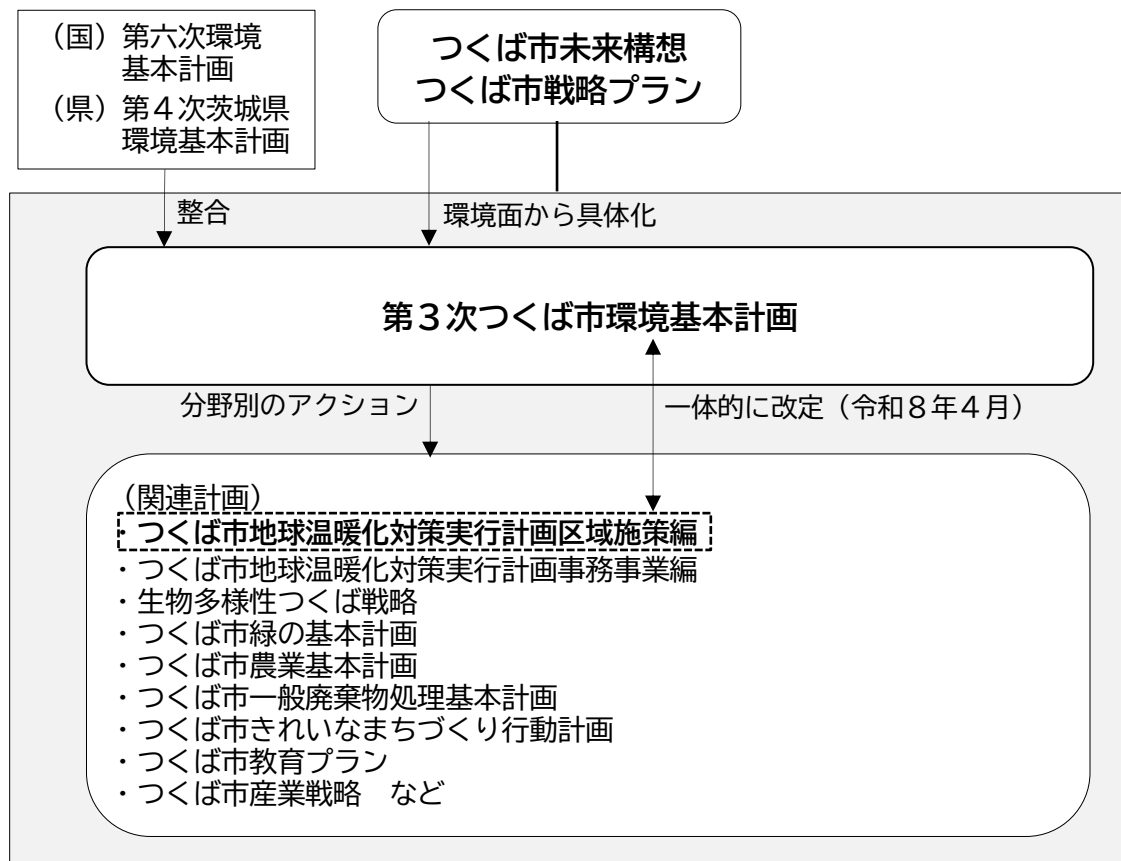 （国）第六次環境
基本計画
（県）第４次茨城県
環境基本計画
つくば市未来構想
つくば市戦略プラン
整合
環境面から具体化
第３次つくば市環境基本計画
分野別のアクション
一体的に改定（令和８年４月）
（関連計画）
・つくば市地球温暖化対策実行計画区域施策編
・つくば市地球温暖化対策実行計画事務事業編
・生物多様性つくば戦略
・つくば市緑の基本計画
・つくば市農業基本計画
・つくば市一般廃棄物処理基本計画
・つくば市きれいなまちづくり行動計画
・つくば市教育プラン
・つくば市産業戦略　など